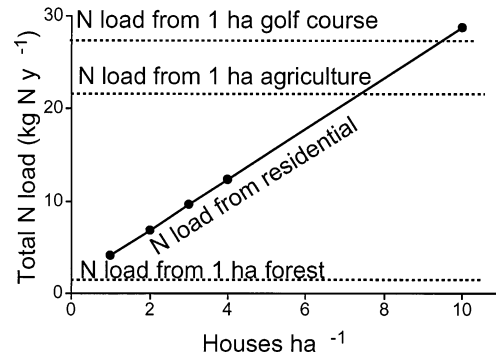 Total N load (kg N y -1)
30
20
10
0
N load from 1 ha golf course
N load from 1 ha agriculture
N load from residential
N load from 1 ha forest
0 2 4 6 8 10
Houses ha -1